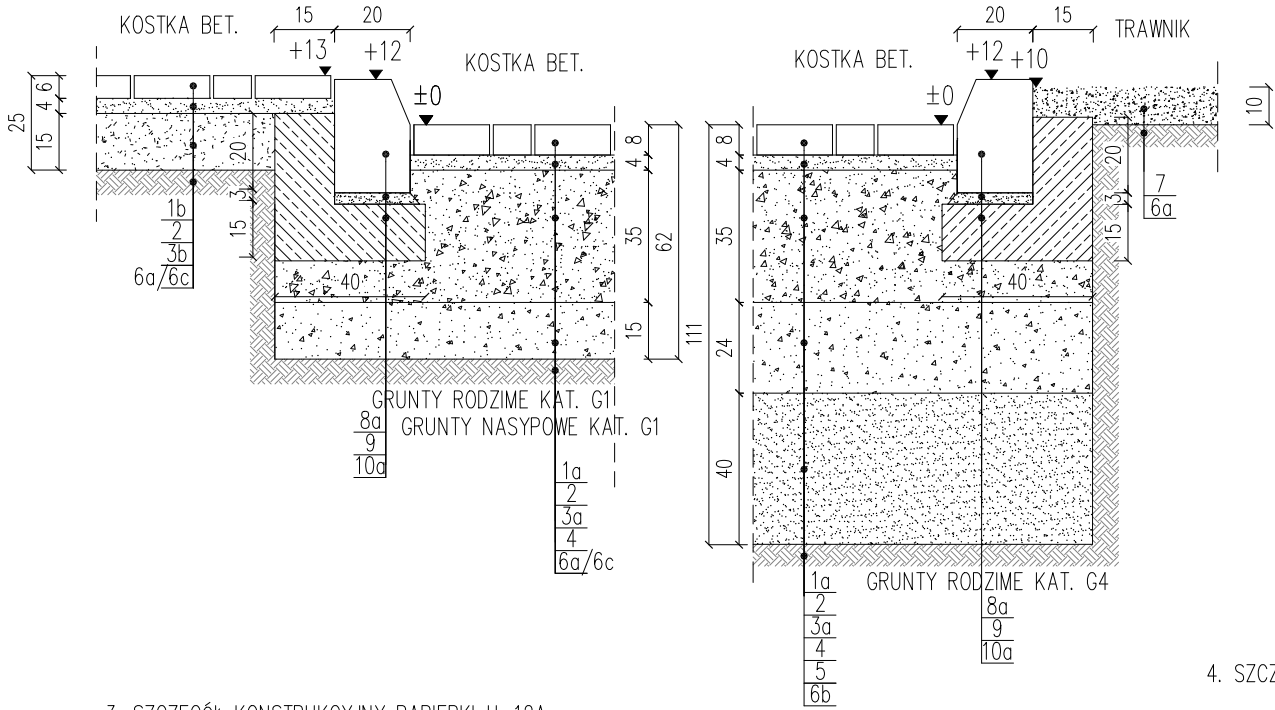 KOSTKA BET.
15
20
+13
+12
KOSTKA BET.
±0
25
6
4
15
20
3
15
40
8
4
35
15
62
1b
2
3b
6a/6c
GRUNTY RODZIME KAT. G1
GRUNTY NASYPOWE KAT. G1
8a
9
10a
1a
2
3a
4
6a/6c
KOSTKA BET.
20
15
TRAWNIK
+12
+10
±0
10
8
4
35
24
40
111
20
3
15
40
7
6a
GRUNTY RODZIME KAT. G4
1a
2
3a
4
5
6b
8a
9
10a
4. SZCZ